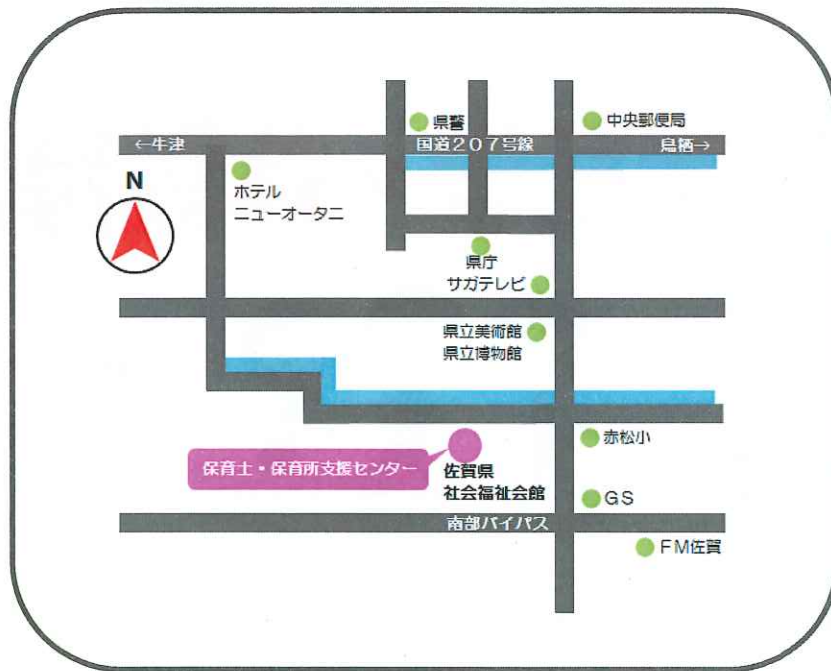 県警
中央郵便局
←牛津
国道207号線
鳥栖→
N
ホテル
ニューオータニ
県庁
サガテレビ
県立美術館
県立博物館
赤松小
保育士・保育所支援センター
佐賀県
社会福祉会館
GS
南部バイパス
FM佐賀